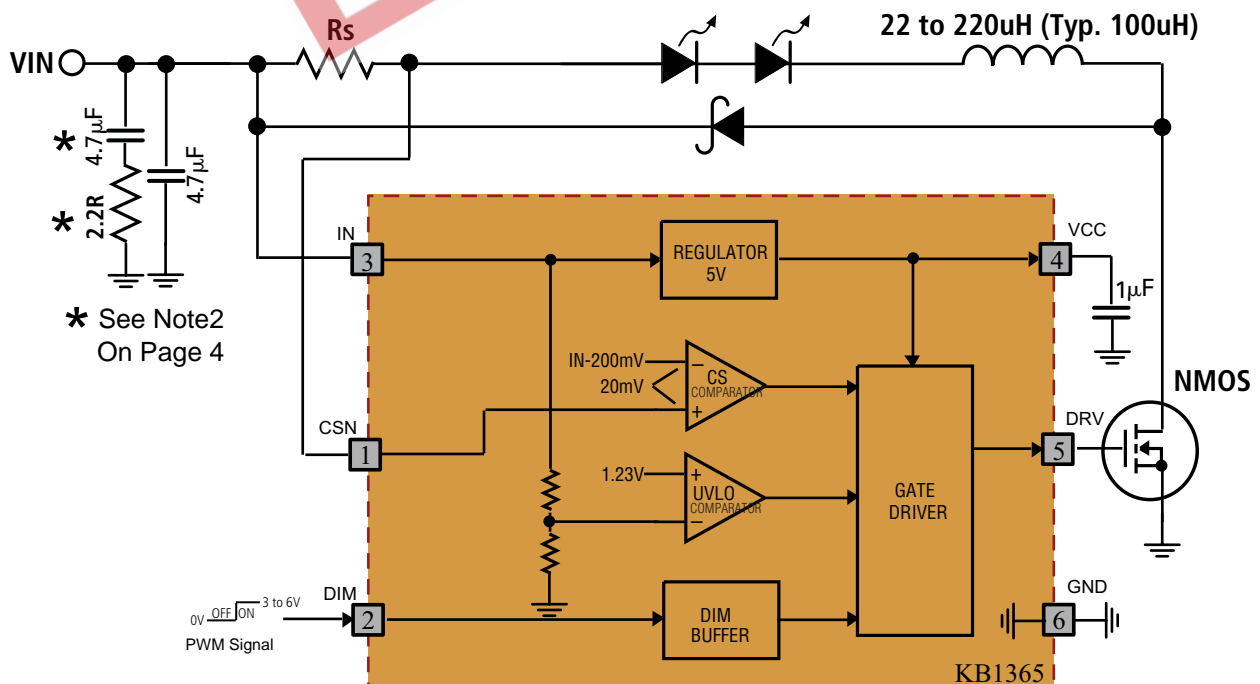 Rs
22 to 220uH (Typ. 100uH)
VIN
* 4.7μF
* 2.2R
4.7μF
* See Note2
On Page 4
IN
3
REGULATOR
5V
VCC
4
1μF
IN-200mV
20mV
−
CS
COMPARATOR
+
NMOS
CSN
1
DRV
5
1.23V
+
UVLO
COMPARATOR
−
GATE
DRIVER
DIM
2
0V OFF ON 3 to 6V
PWM Signal
DIM
BUFFER
GND
6
KB1365